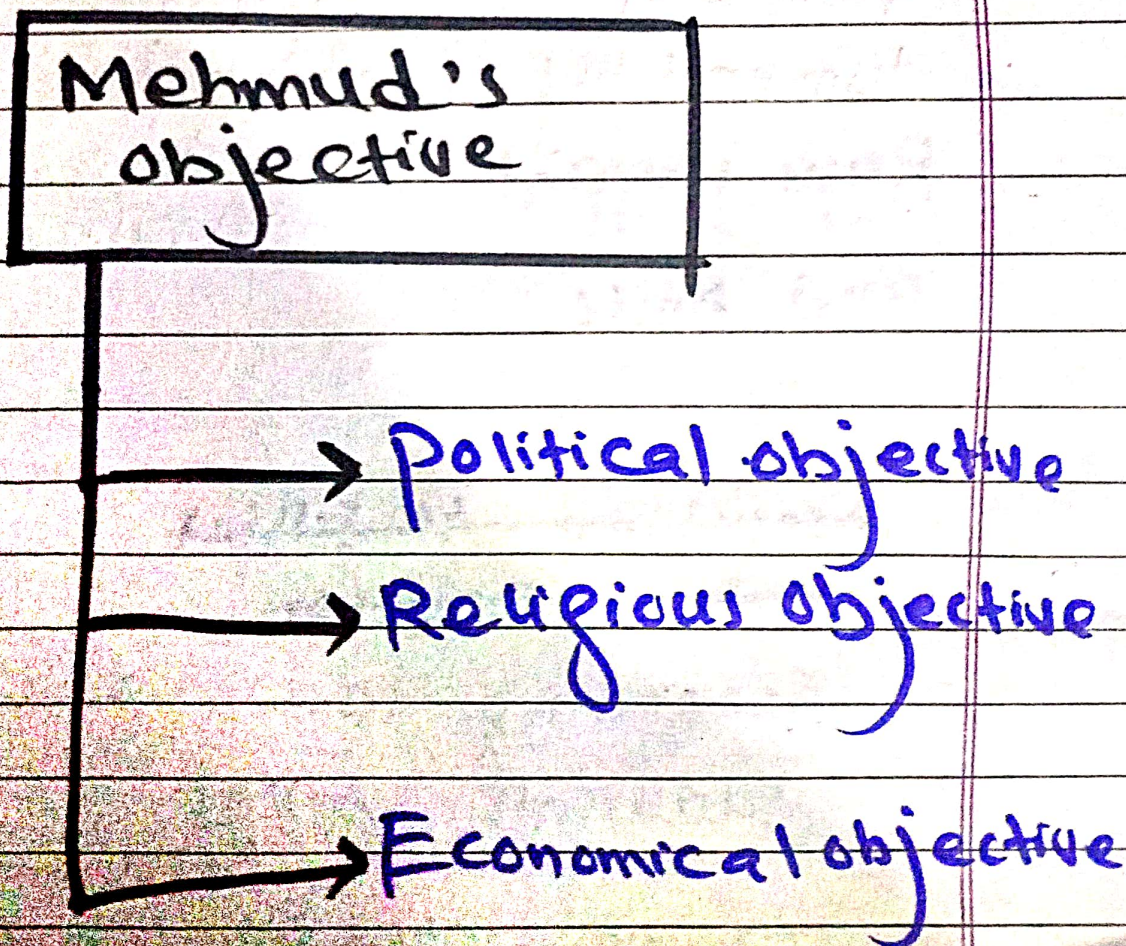 Mehmud's
objective
political objective
Religious objective
Economical objective